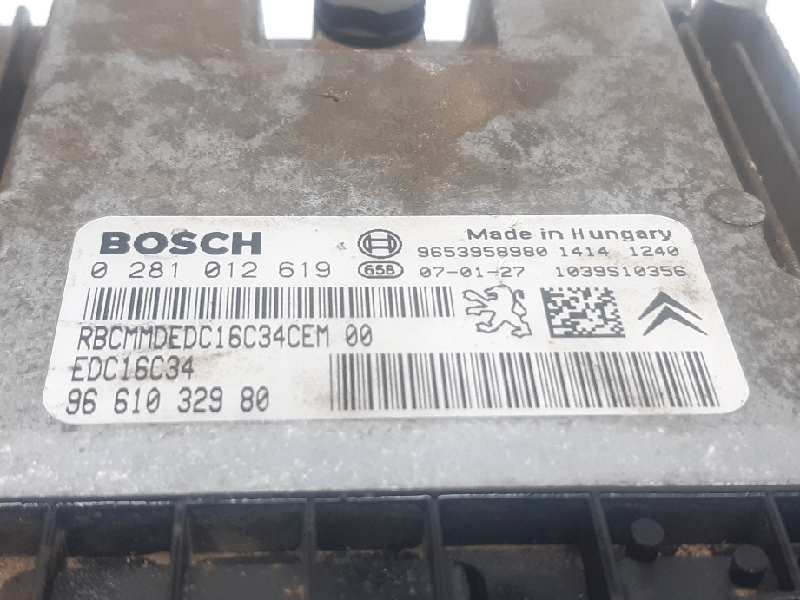 BOSCH
Made in Hungary
9653958980 1414 1240
0 281 012 619
658 07-01-27 1039S10356
RBCMMDEDC16C34CEM 00
EDC16C34
96 610 329 80